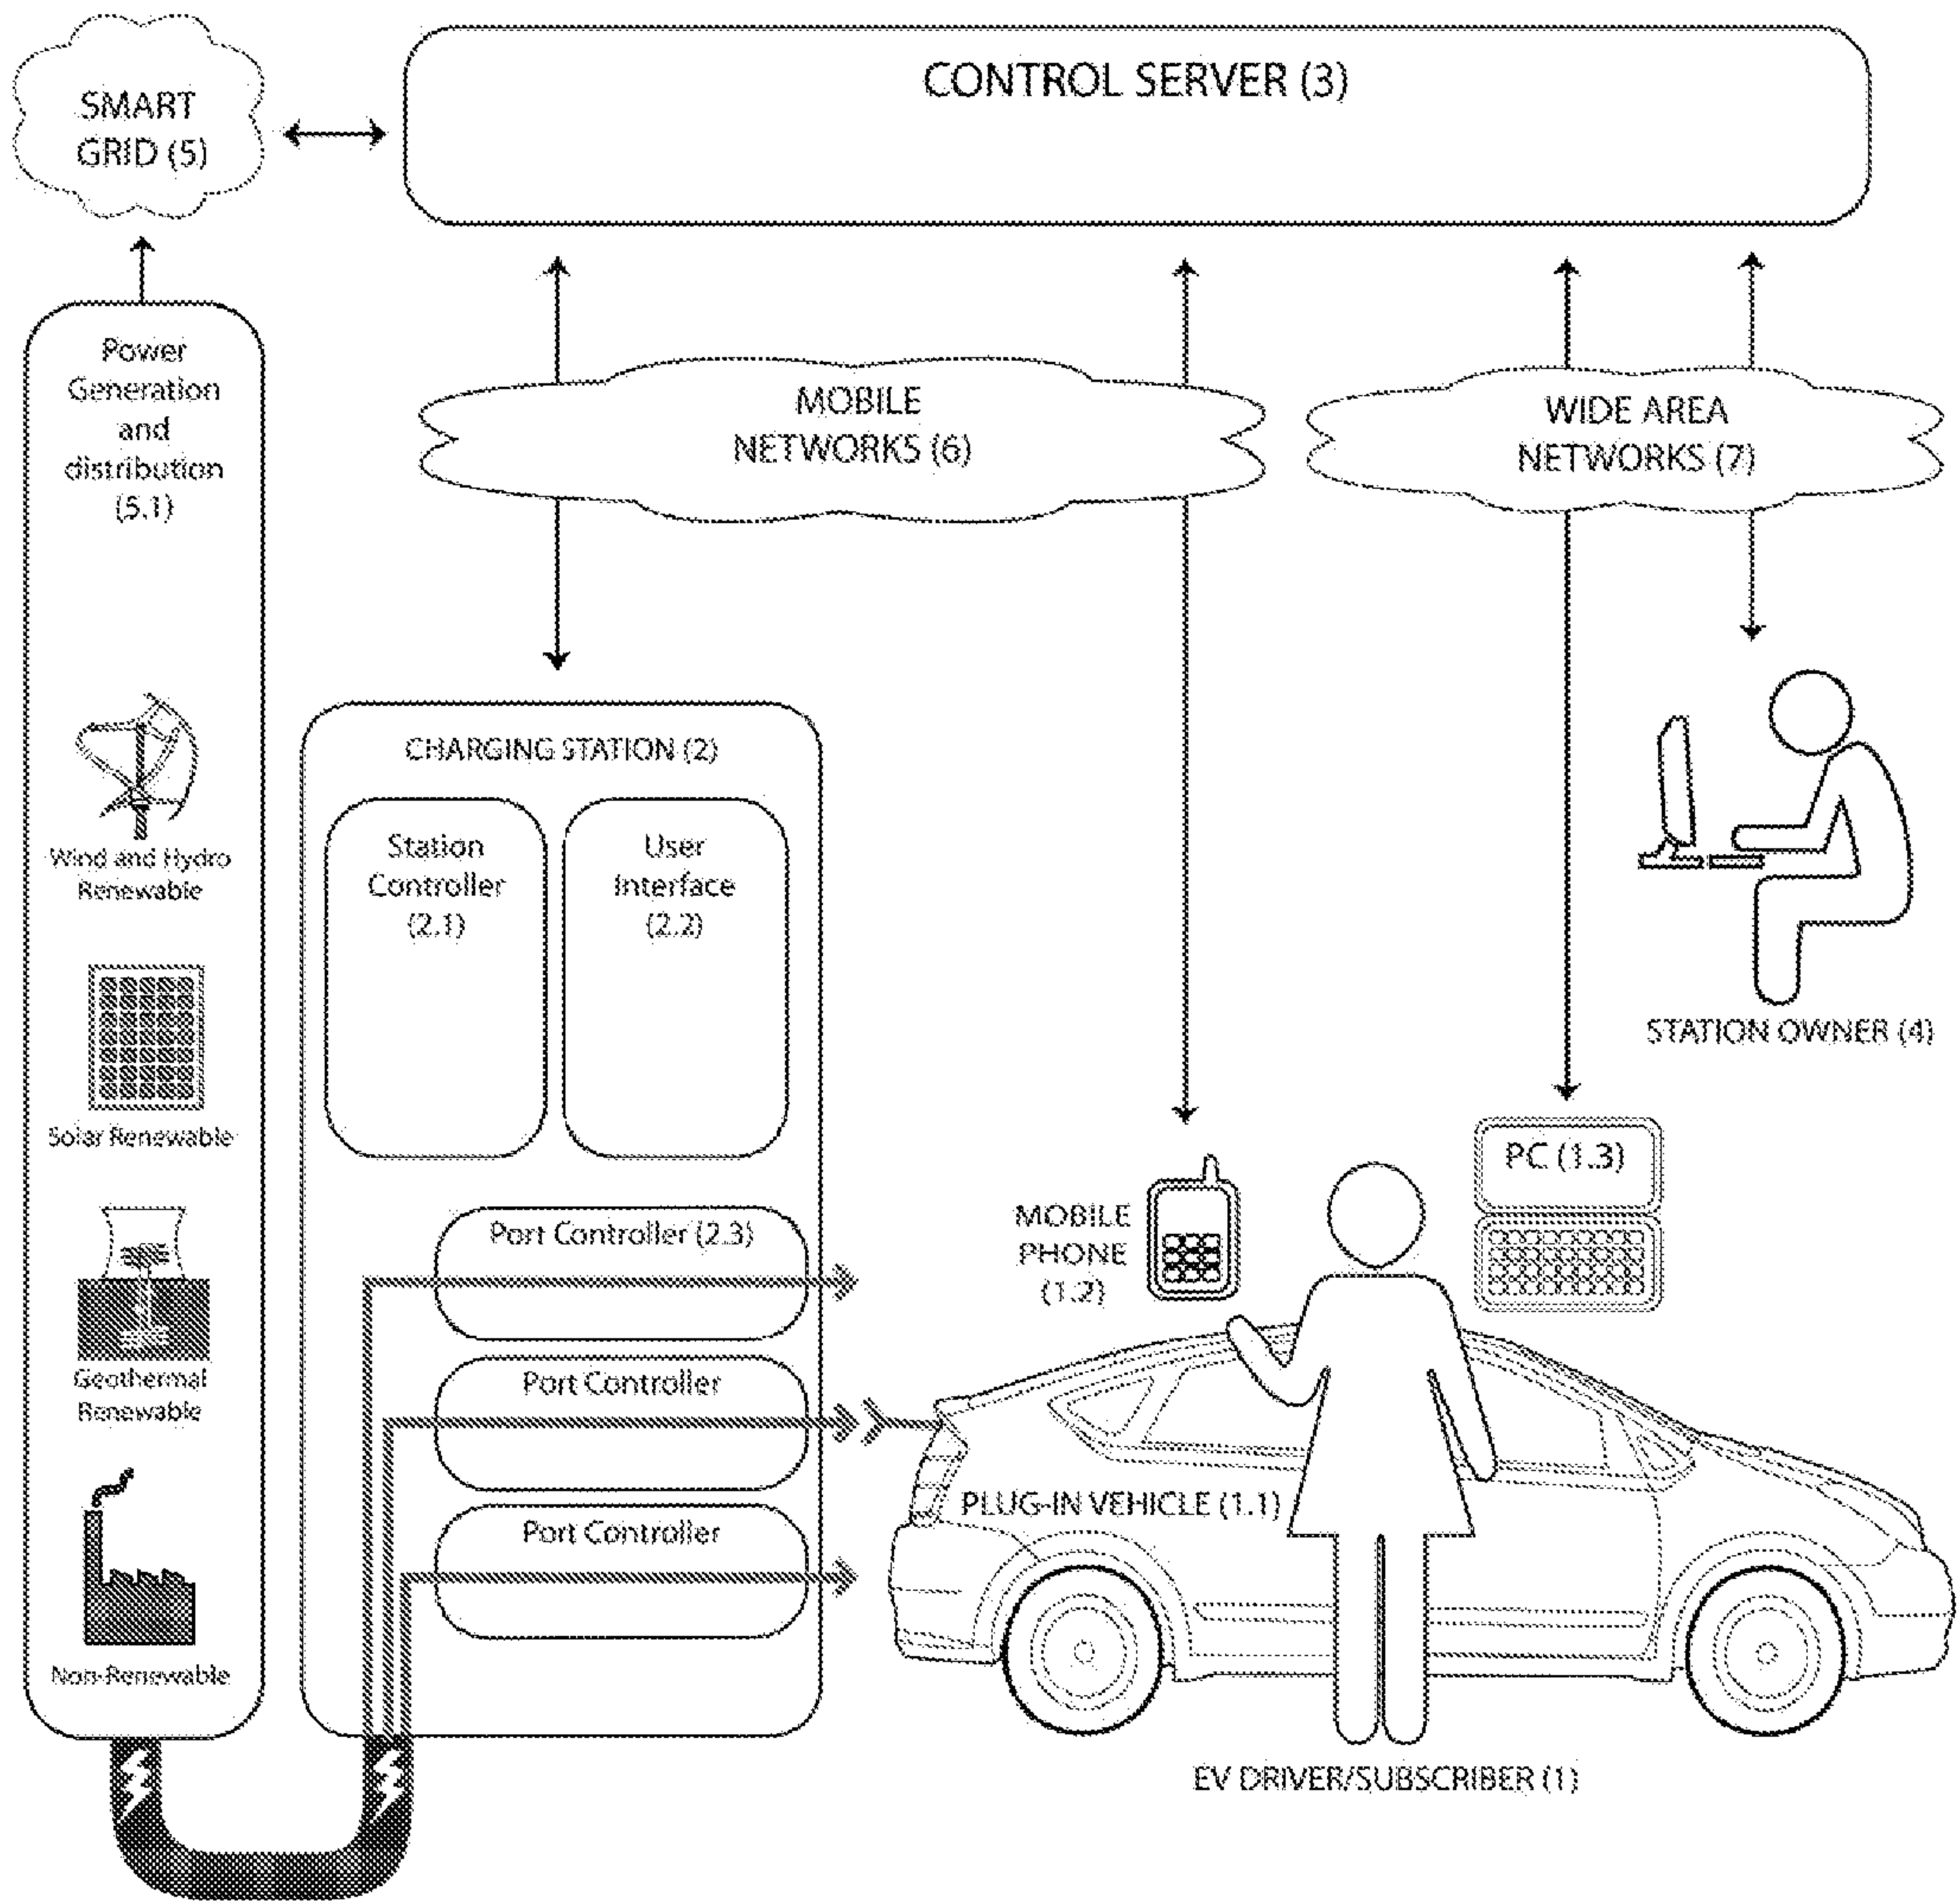 CONTROL SERVER (3)
SMART
GRID (5)
Power
Generation
and
distribution
(5.1)
MOBILE
NETWORKS (6)
WIDE AREA
NETWORKS (7)
Wind and Hydro
Renewable
Solar Renewable
Geothermal
Renewable
Non-Renewable
CHARGING STATION (2)
Station
Controller
(2.1)
User
Interface
(2.2)
Port Controller (2.3)
Port Controller
Port Controller
STATION OWNER (4)
MOBILE
PHONE
(1.2)
PC (1.3)
PLUG-IN VEHICLE (1.1)
EV DRIVER/SUBSCRIBER (1)